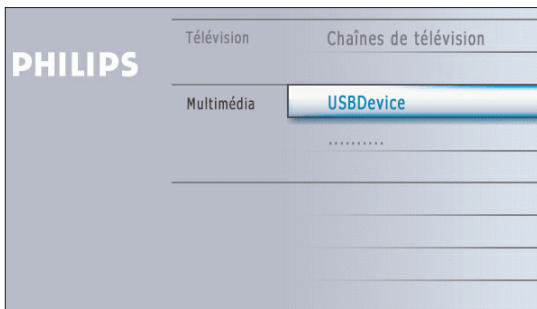 PHILIPS
Télévision Chaînes de télévision
Multimédia USBDevice
..........